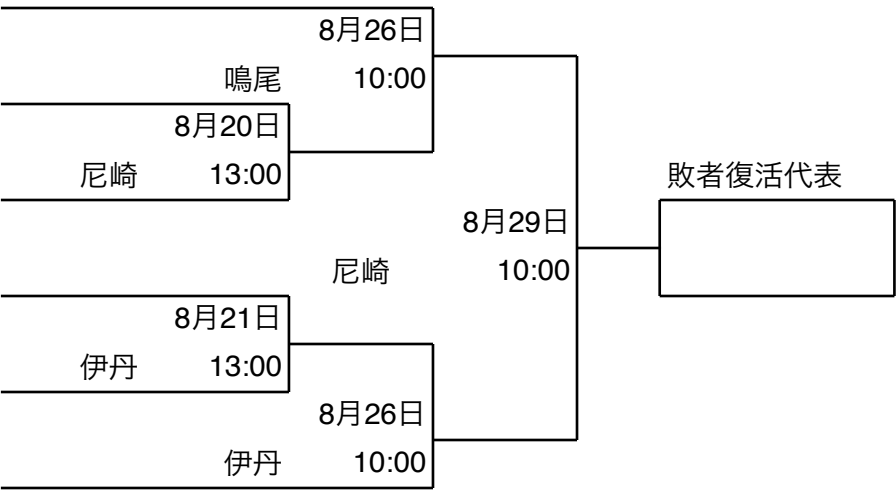 8月26日
鳴尾 10:00
8月20日
尼崎 13:00
敗者復活代表
8月29日
尼崎 10:00
8月21日
伊丹 13:00
8月26日
伊丹 10:00